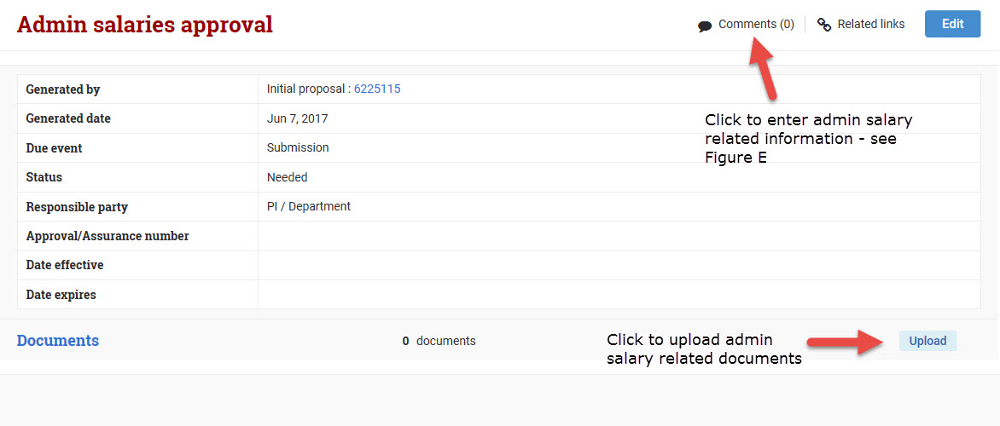 Admin salaries approval
Comments (0)
Related links
Edit
Generated by
Initial proposal : 6225115
Generated date
Jun 7, 2017
Click to enter admin salary
related information - see
Figure E
Due event
Submission
Status
Needed
Responsible party
PI / Department
Approval/Assurance number
Date effective
Date expires
Documents
0 documents
Click to upload admin
salary related documents
Upload